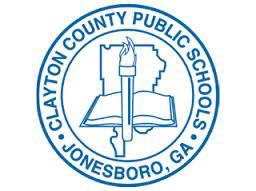 • CLAYTON COUNTY PUBLIC SCHOOLS •
JONESBORO, GA